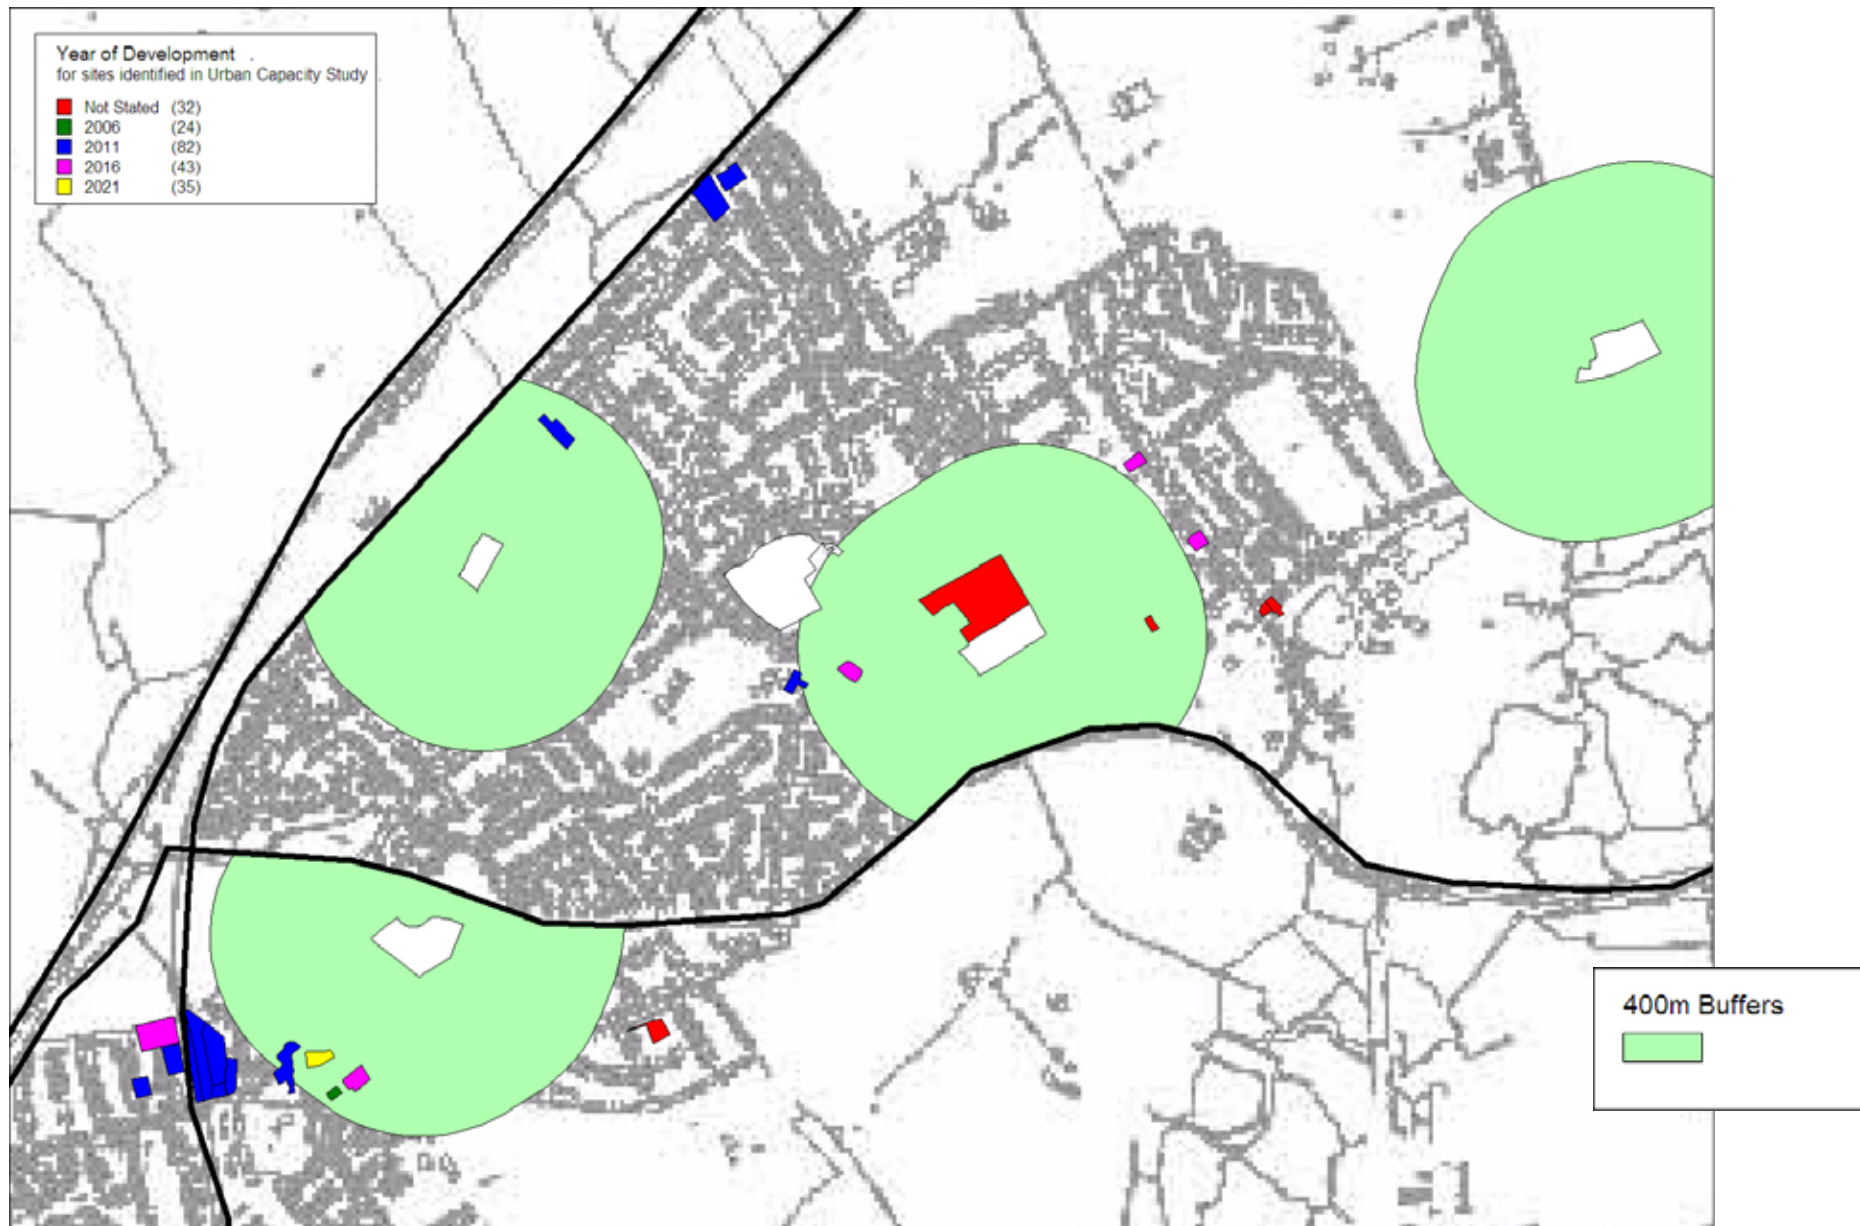 Year of Development .
for sites identified in Urban Capacity Study .
Not Stated (32)
2006 (24)
2011 (82)
2016 (43)
2021 (35)
400m Buffers